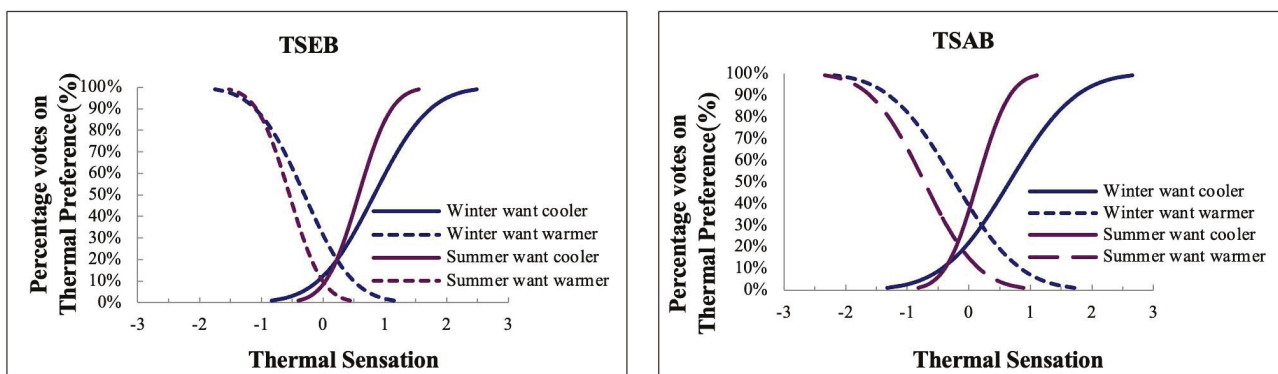 TSEB
Percentage votes on
Thermal Preference(%)
100%
90%
80%
70%
60%
50%
40%
30%
20%
10%
0%
Winter want cooler
Winter want warmer
Summer want cooler
Summer want warmer
-3
-2
-1
0
1
2
3
Thermal Sensation
TSAB
Percentage votes on
Thermal Preference(%)
100%
90%
80%
70%
60%
50%
40%
30%
20%
10%
0%
Winter want cooler
Winter want warmer
Summer want cooler
Summer want warmer
-3
-2
-1
0
1
2
3
Thermal Sensation